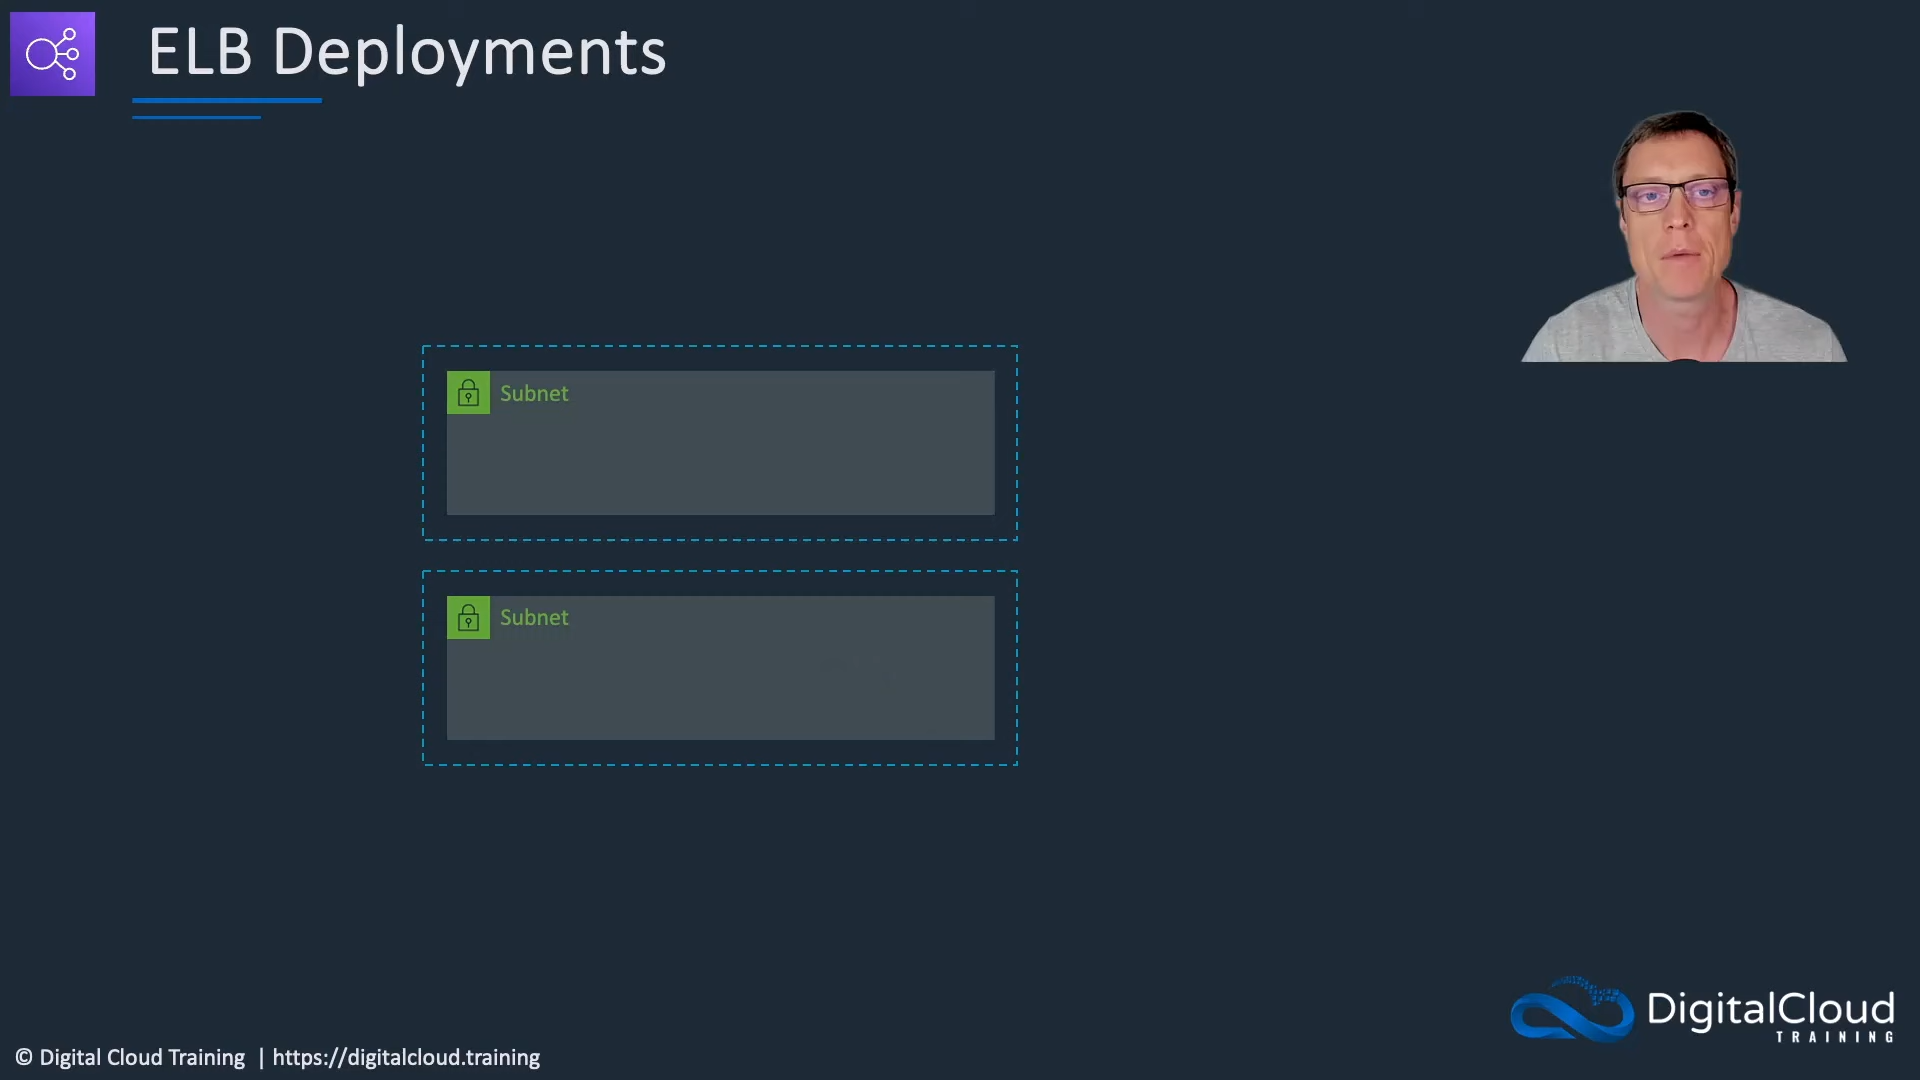 ELB Deployments
Subnet
Subnet
DigitalCloud
TRAINING
© Digital Cloud Training | https://digitalcloud.training